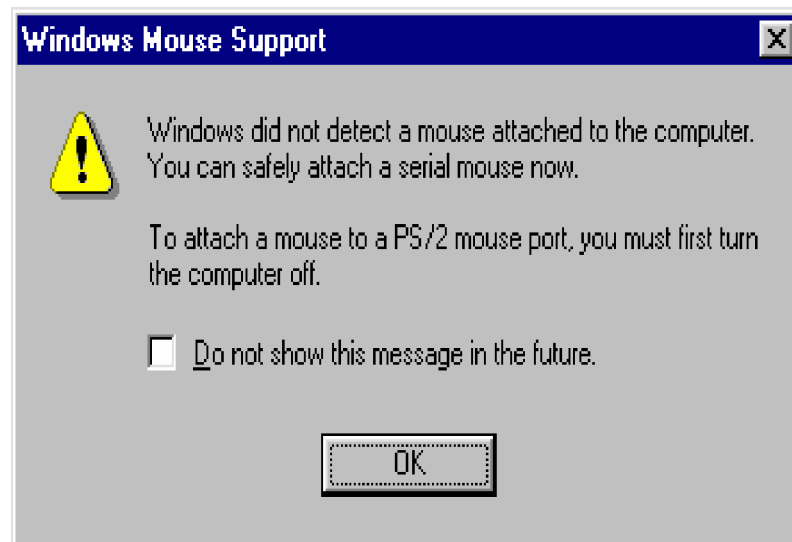 Windows Mouse Support
Windows did not detect a mouse attached to the computer.
You can safely attach a serial mouse now.
To attach a mouse to a PS/2 mouse port, you must first turn
the computer off.
Do not show this message in the future.
OK